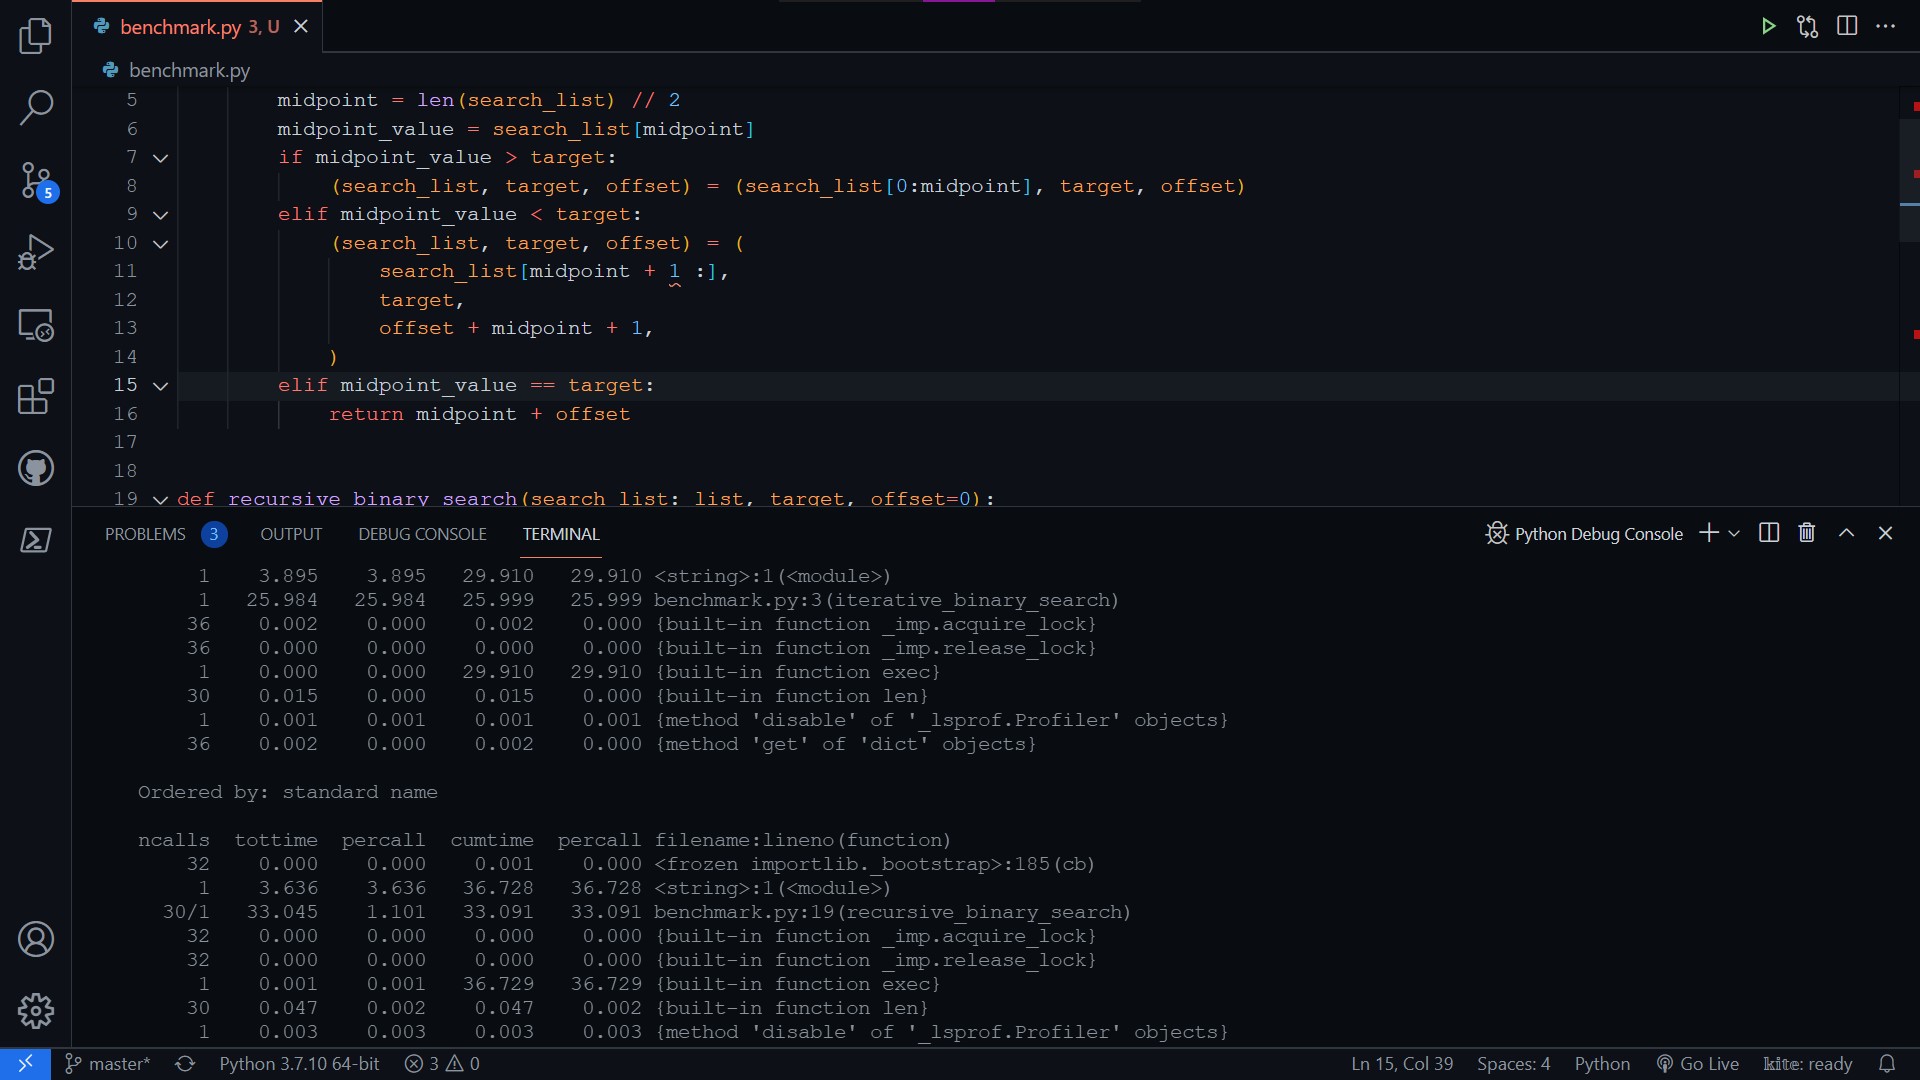 benchmark.py 3, U
benchmark.py
5 midpoint = len(search_list) // 2
6 midpoint_value = search_list[midpoint]
7 if midpoint_value > target:
8 (search_list, target, offset) = (search_list[0:midpoint], target, offset)
9 elif midpoint_value < target:
10 (search_list, target, offset) = (
11 search_list[midpoint + 1 :],
12 target,
13 offset + midpoint + 1,
14 )
15 elif midpoint_value == target:
16 return midpoint + offset
17
18
19 def recursive_binary_search(search_list: list, target, offset=0):
5
PROBLEMS 3 OUTPUT DEBUG CONSOLE TERMINAL Python Debug Console
1 3.895 3.895 29.910 29.910 <string>:1(<module>)
1 25.984 25.984 25.999 25.999 benchmark.py:3(iterative_binary_search)
36 0.002 0.000 0.002 0.000 {built-in function _imp.acquire_lock}
36 0.000 0.000 0.000 0.000 {built-in function _imp.release_lock}
1 0.000 0.000 29.910 29.910 {built-in function exec}
30 0.015 0.000 0.015 0.000 {built-in function len}
1 0.001 0.001 0.001 0.001 {method 'disable' of '_lsprof.Profiler' objects}
36 0.002 0.000 0.002 0.000 {method 'get' of 'dict' objects}
Ordered by: standard name
ncalls tottime percall cumtime percall filename:lineno(function)
32 0.000 0.000 0.001 0.000 <frozen importlib._bootstrap>:185(cb)
1 3.636 3.636 36.728 36.728 <string>:1(<module>)
30/1 33.045 1.101 33.091 33.091 benchmark.py:19(recursive_binary_search)
32 0.000 0.000 0.000 0.000 {built-in function _imp.acquire_lock}
32 0.000 0.000 0.000 0.000 {built-in function _imp.release_lock}
1 0.001 0.001 36.729 36.729 {built-in function exec}
30 0.047 0.002 0.047 0.002 {built-in function len}
1 0.003 0.003 0.003 0.003 {method 'disable' of '_lsprof.Profiler' objects}
master* Python 3.7.10 64-bit 3 0 Ln 15, Col 39 Spaces: 4 Python Go Live kite: ready